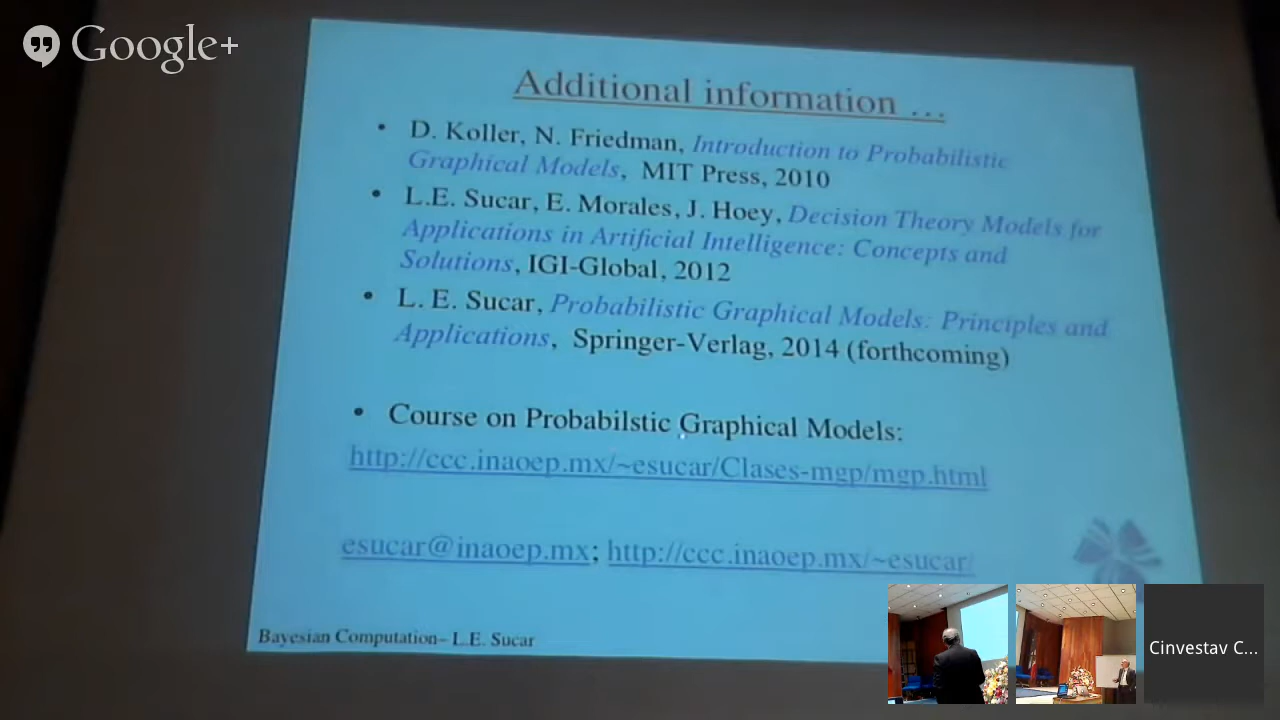 Google+
Additional information ...
• D. Koller, N. Friedman, Introduction to Probabilistic
Graphical Models, MIT Press, 2010
• L.E. Sucar, E. Morales, J. Hoey, Decision Theory Models for
Applications in Artificial Intelligence: Concepts and
Solutions, IGI-Global, 2012
• L. E. Sucar, Probabilistic Graphical Models: Principles and
Applications, Springer-Verlag, 2014 (forthcoming)
• Course on Probabilstic Graphical Models:
http://ccc.inaoep.mx/~esucar/Clases-mgp/mgp.html
esucar@inaoep.mx; http://ccc.inaoep.mx/~esucar/
Bayesian Computation– L.E. Sucar
Cinvestav C...